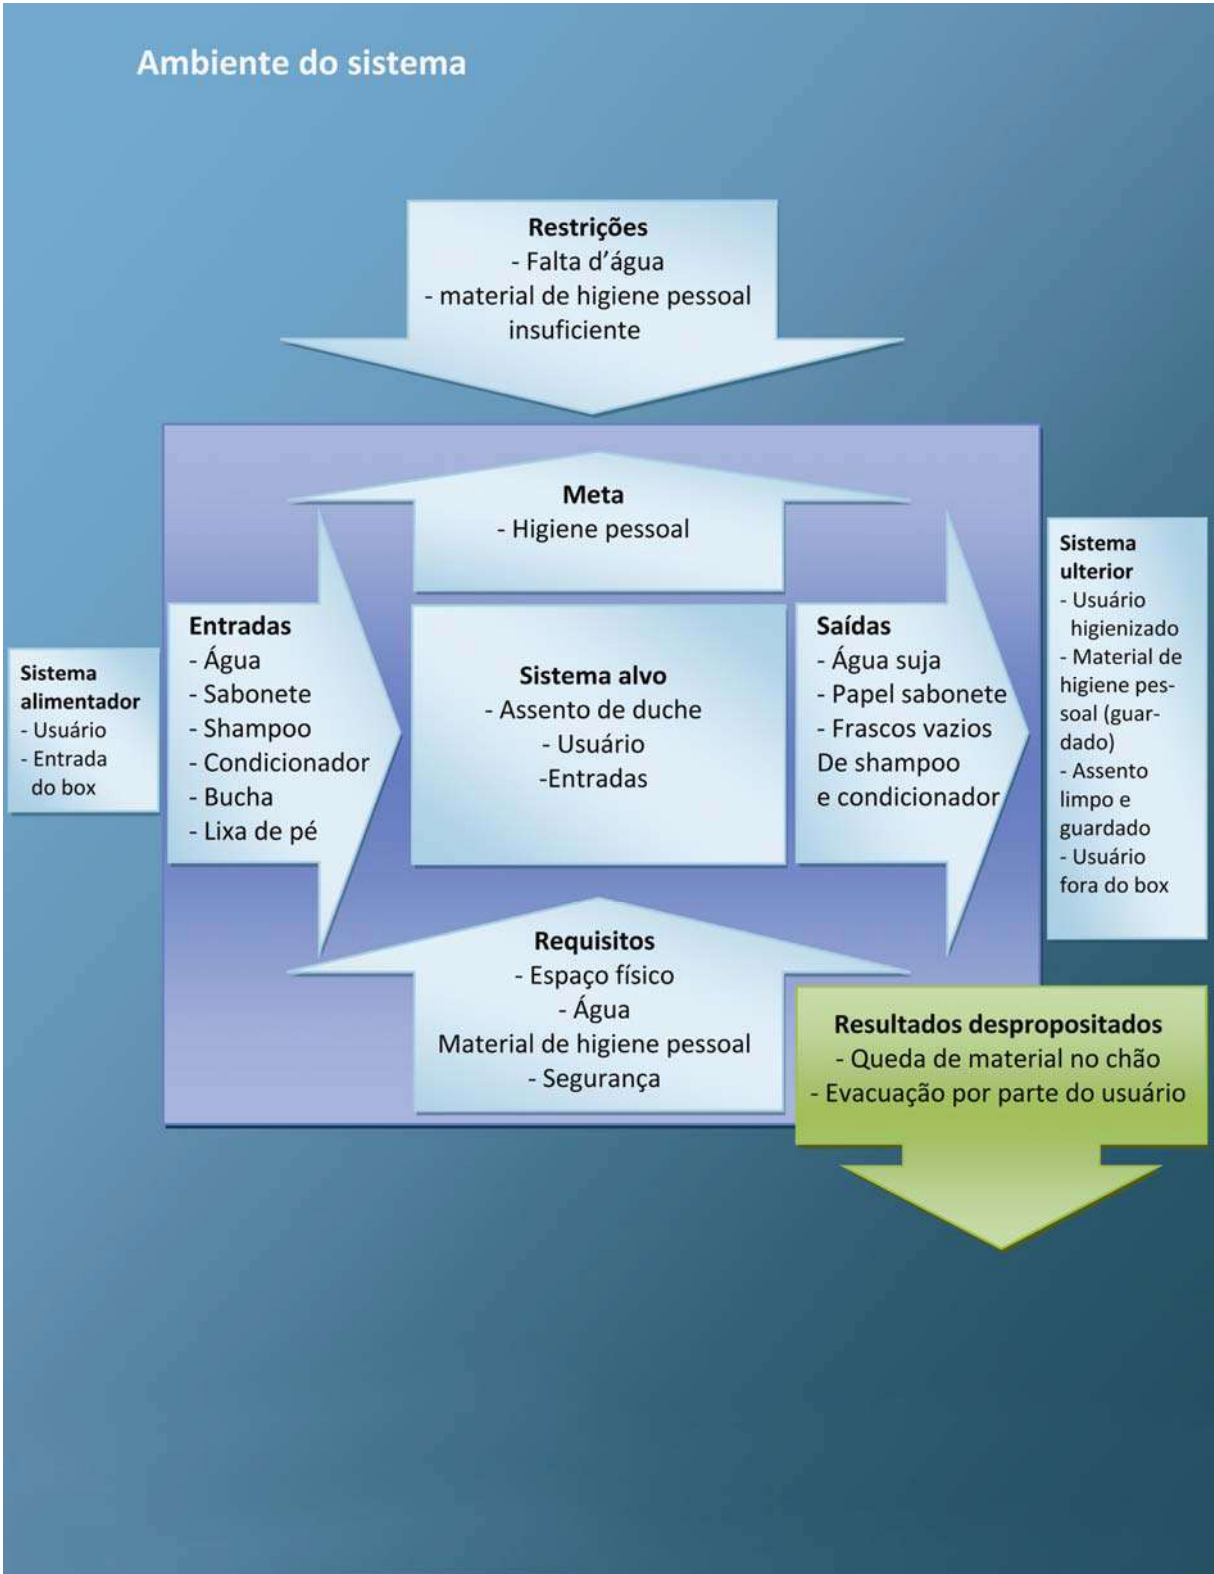 Ambiente do sistema
Restrições
- Falta d’água
- material de higiene pessoal
insuficiente
Meta
- Higiene pessoal
Sistema
alimentador
- Usuário
- Entrada
do box
Entradas
- Água
- Sabonete
- Shampoo
- Condicionador
- Bucha
- Lixa de pé
Sistema alvo
- Assento de duche
- Usuário
-Entradas
Saídas
- Água suja
- Papel sabonete
- Frascos vazios
De shampoo
e condicionador
Sistema
ulterior
- Usuário
higienizado
- Material de
higiene pes-
soal (guar-
dado)
- Assento
limpo e
guardado
- Usuário
fora do box
Requisitos
- Espaço físico
- Água
Material de higiene pessoal
- Segurança
Resultados despropositados
- Queda de material no chão
- Evacuação por parte do usuário